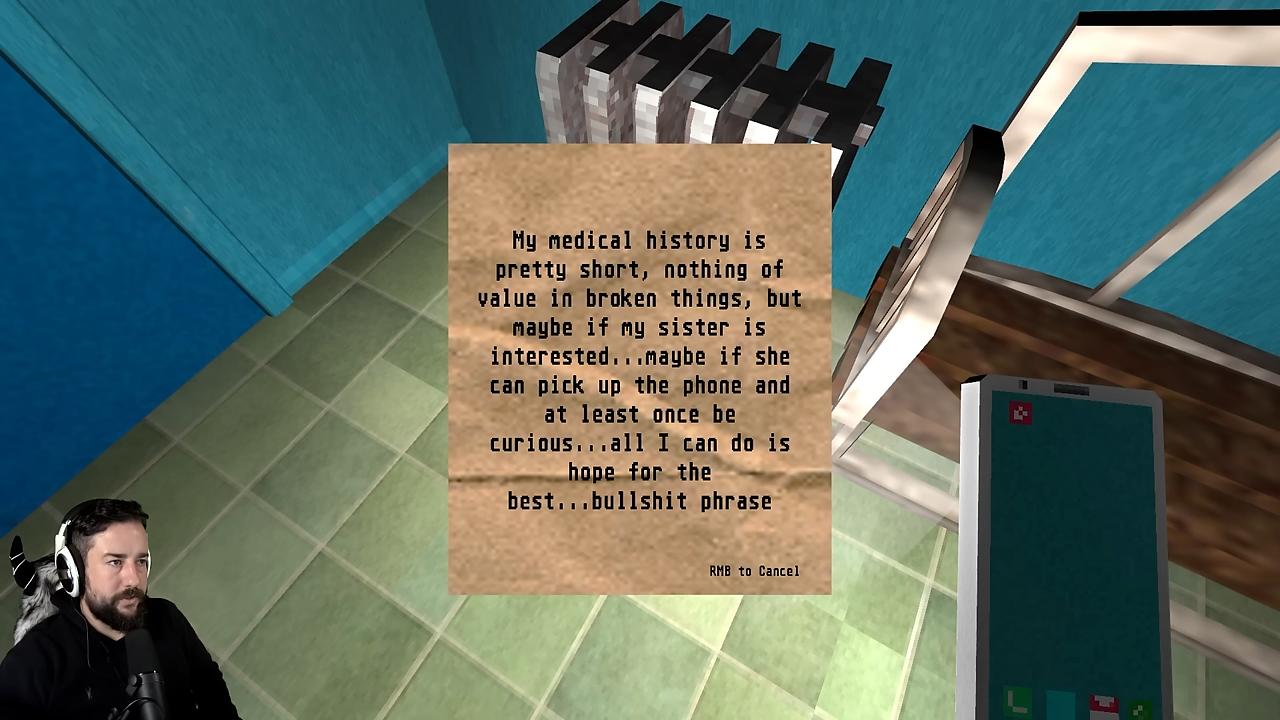 My medical history is
pretty short, nothing of
value in broken things, but
maybe if my sister is
interested...maybe if she
can pick up the phone and
at least once be
curious...all I can do is
hope for the
best...bullshit phrase
RMB to Cancel